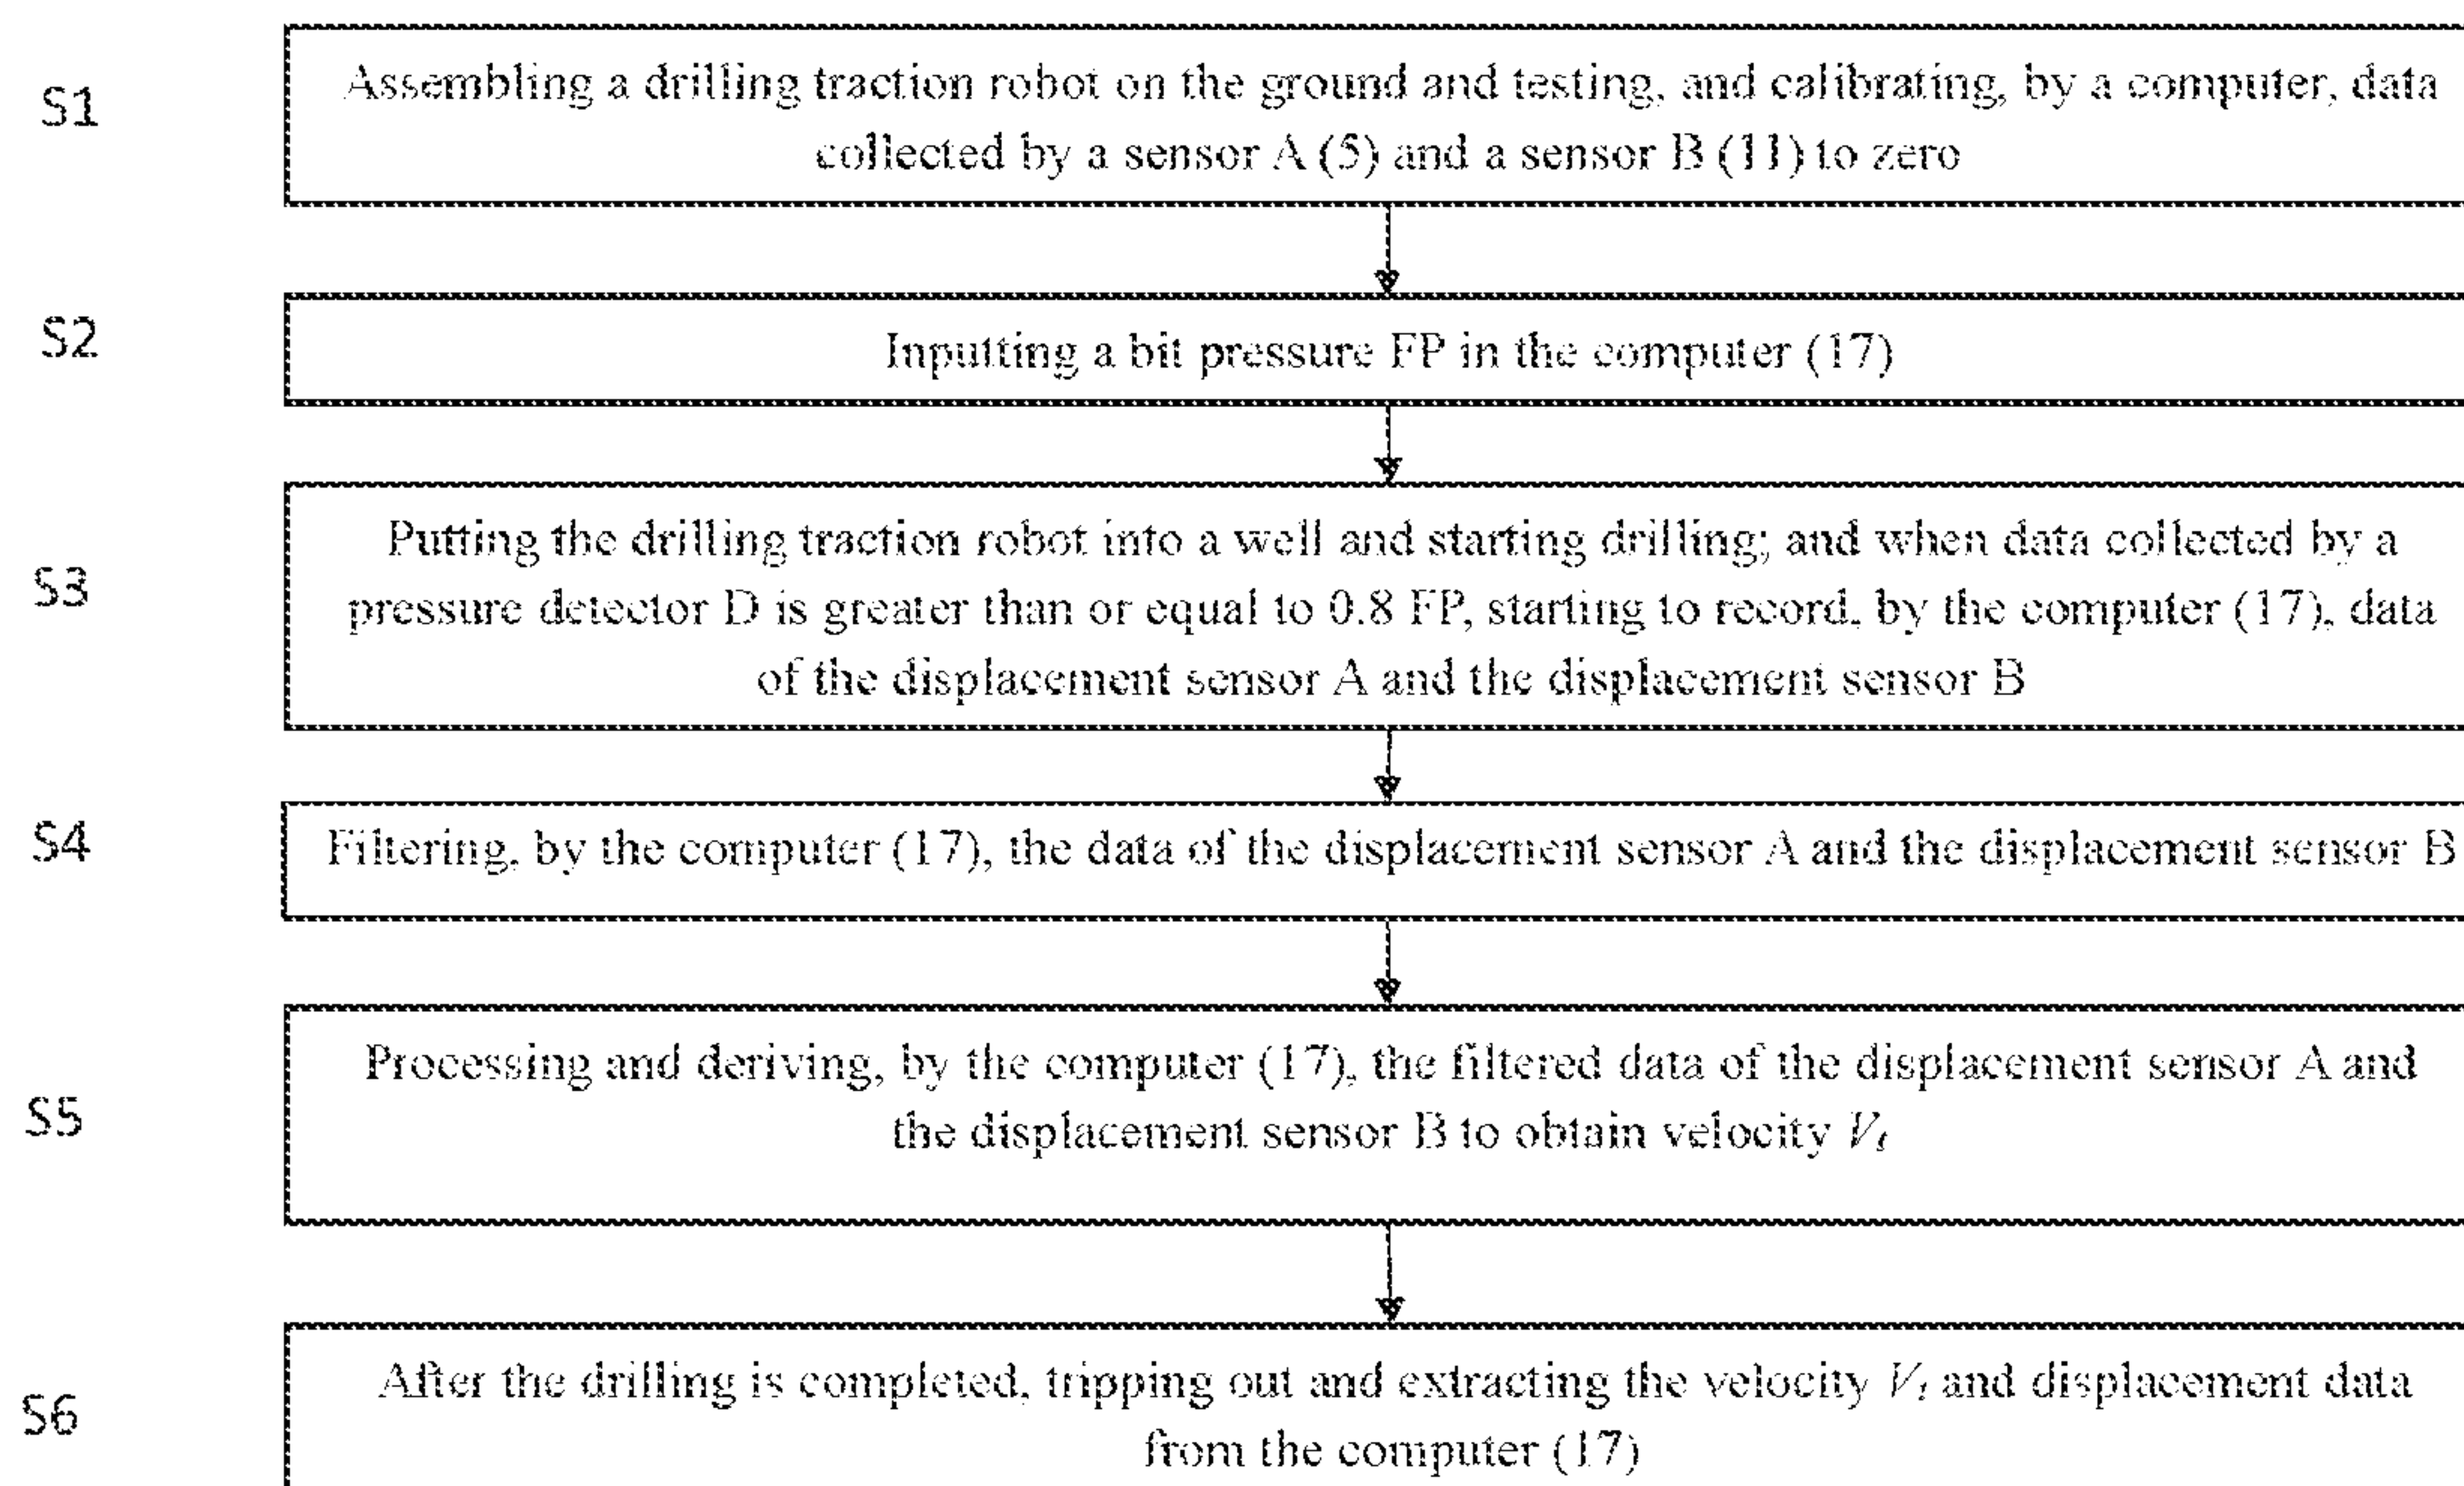 S1
Assembling a drilling traction robot on the ground and testing, and calibrating, by a computer, data
collected by a sensor A (5) and a sensor B (11) to zero
S2
Inputting a bit pressure FP in the computer (17)
S3
Putting the drilling traction robot into a well and starting drilling; and when data collected by a
pressure detector D is greater than or equal to 0.8 FP, starting to record, by the computer (17), data
of the displacement sensor A and the displacement sensor B
S4
Filtering, by the computer (17), the data of the displacement sensor A and the displacement sensor B
S5
Processing and deriving, by the computer (17), the filtered data of the displacement sensor A and
the displacement sensor B to obtain velocity Vt
S6
After the drilling is completed, tripping out and extracting the velocity Vt and displacement data
from the computer (17)